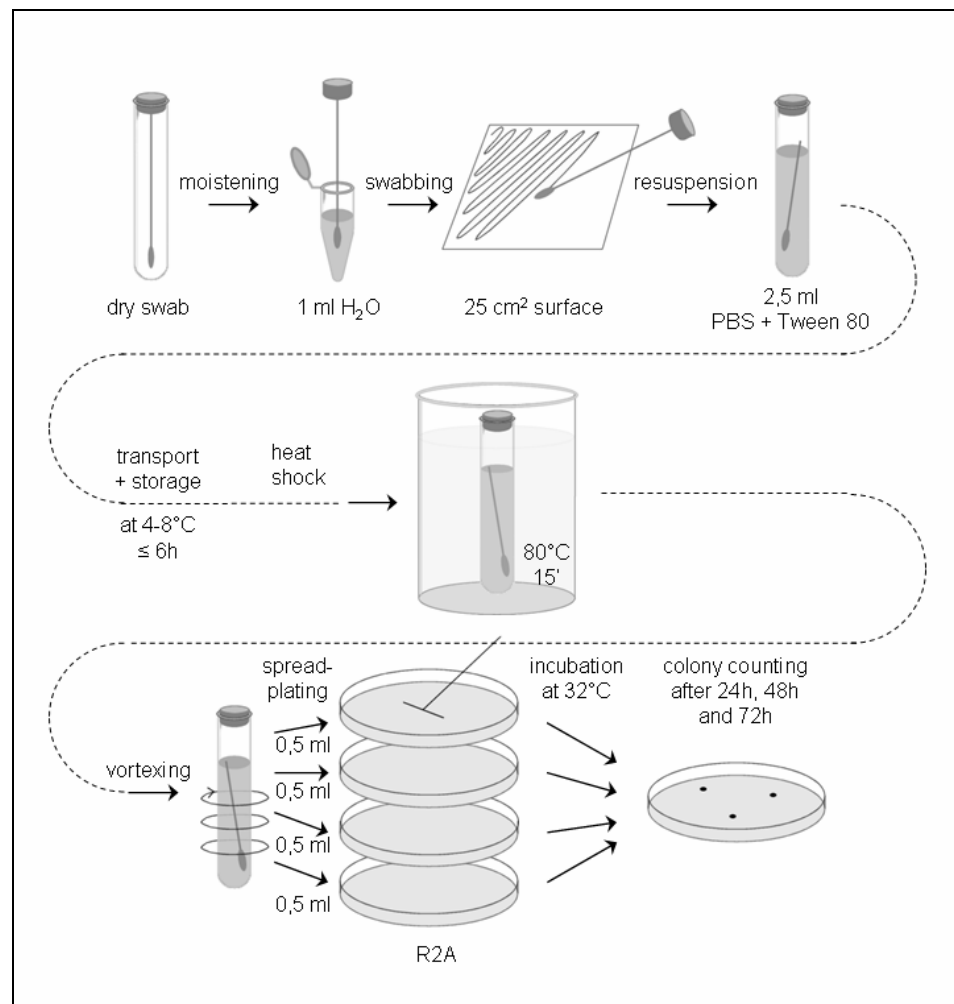 moistening
swabbing
resuspension
dry swab
1 ml H₂O
25 cm² surface
2,5 ml
PBS + Tween 80
transport
+ storage
at 4-8°C
≤ 6h
heat
shock
80°C
15'
vortexing
spread-
plating
0,5 ml
0,5 ml
0,5 ml
0,5 ml
R2A
incubation
at 32°C
colony counting
after 24h, 48h
and 72h